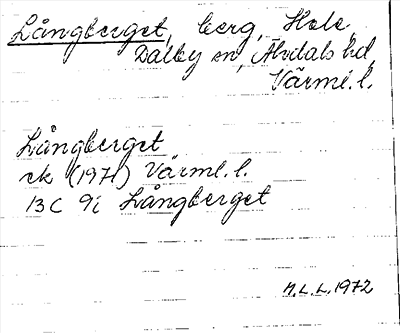 Långberget, berg, Hole,
Dalby sn, Älvdals hd,
Värml. l.
Långberget
ek (1971) Värml. l.
13C 9i Långberget
M.L.L. 1972